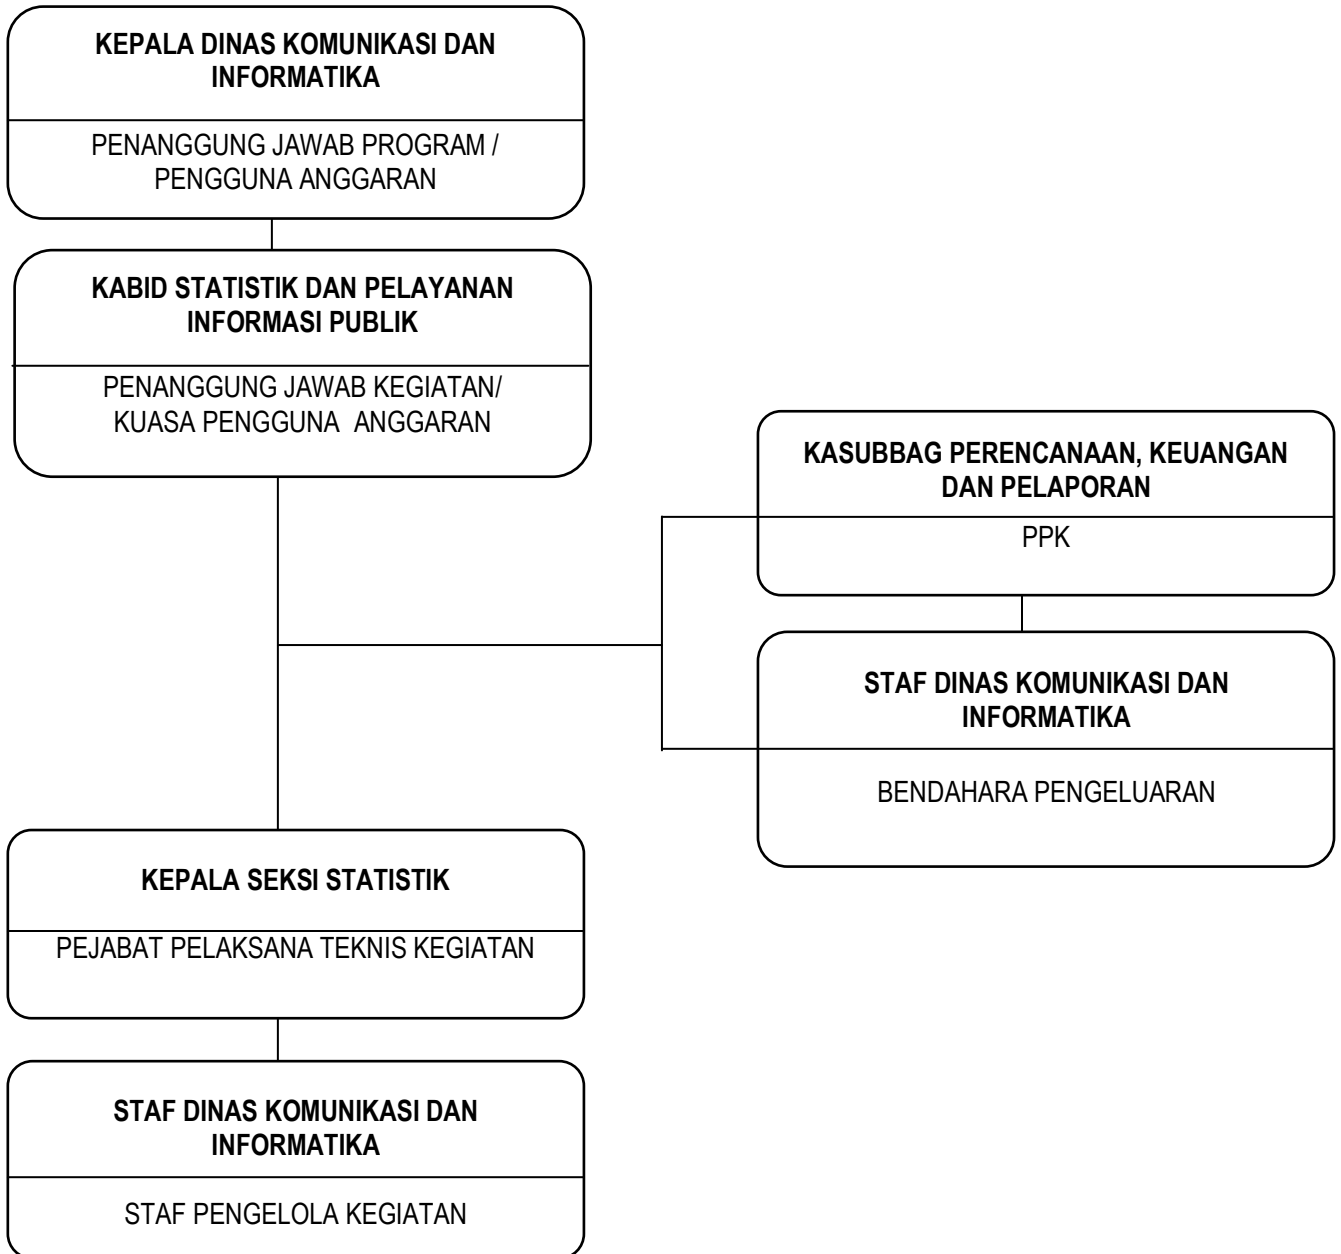 KEPALA DINAS KOMUNIKASI DAN
INFORMATIKA
PENANGGUNG JAWAB PROGRAM /
PENGGUNA ANGGARAN
KABID STATISTIK DAN PELAYANAN
INFORMASI PUBLIK
PENANGGUNG JAWAB KEGIATAN/
KUASA PENGGUNA  ANGGARAN
KASUBBAG PERENCANAAN, KEUANGAN
DAN PELAPORAN
PPK
STAF DINAS KOMUNIKASI DAN
INFORMATIKA
BENDAHARA PENGELUARAN
KEPALA SEKSI STATISTIK
PEJABAT PELAKSANA TEKNIS KEGIATAN
STAF DINAS KOMUNIKASI DAN
INFORMATIKA
STAF PENGELOLA KEGIATAN